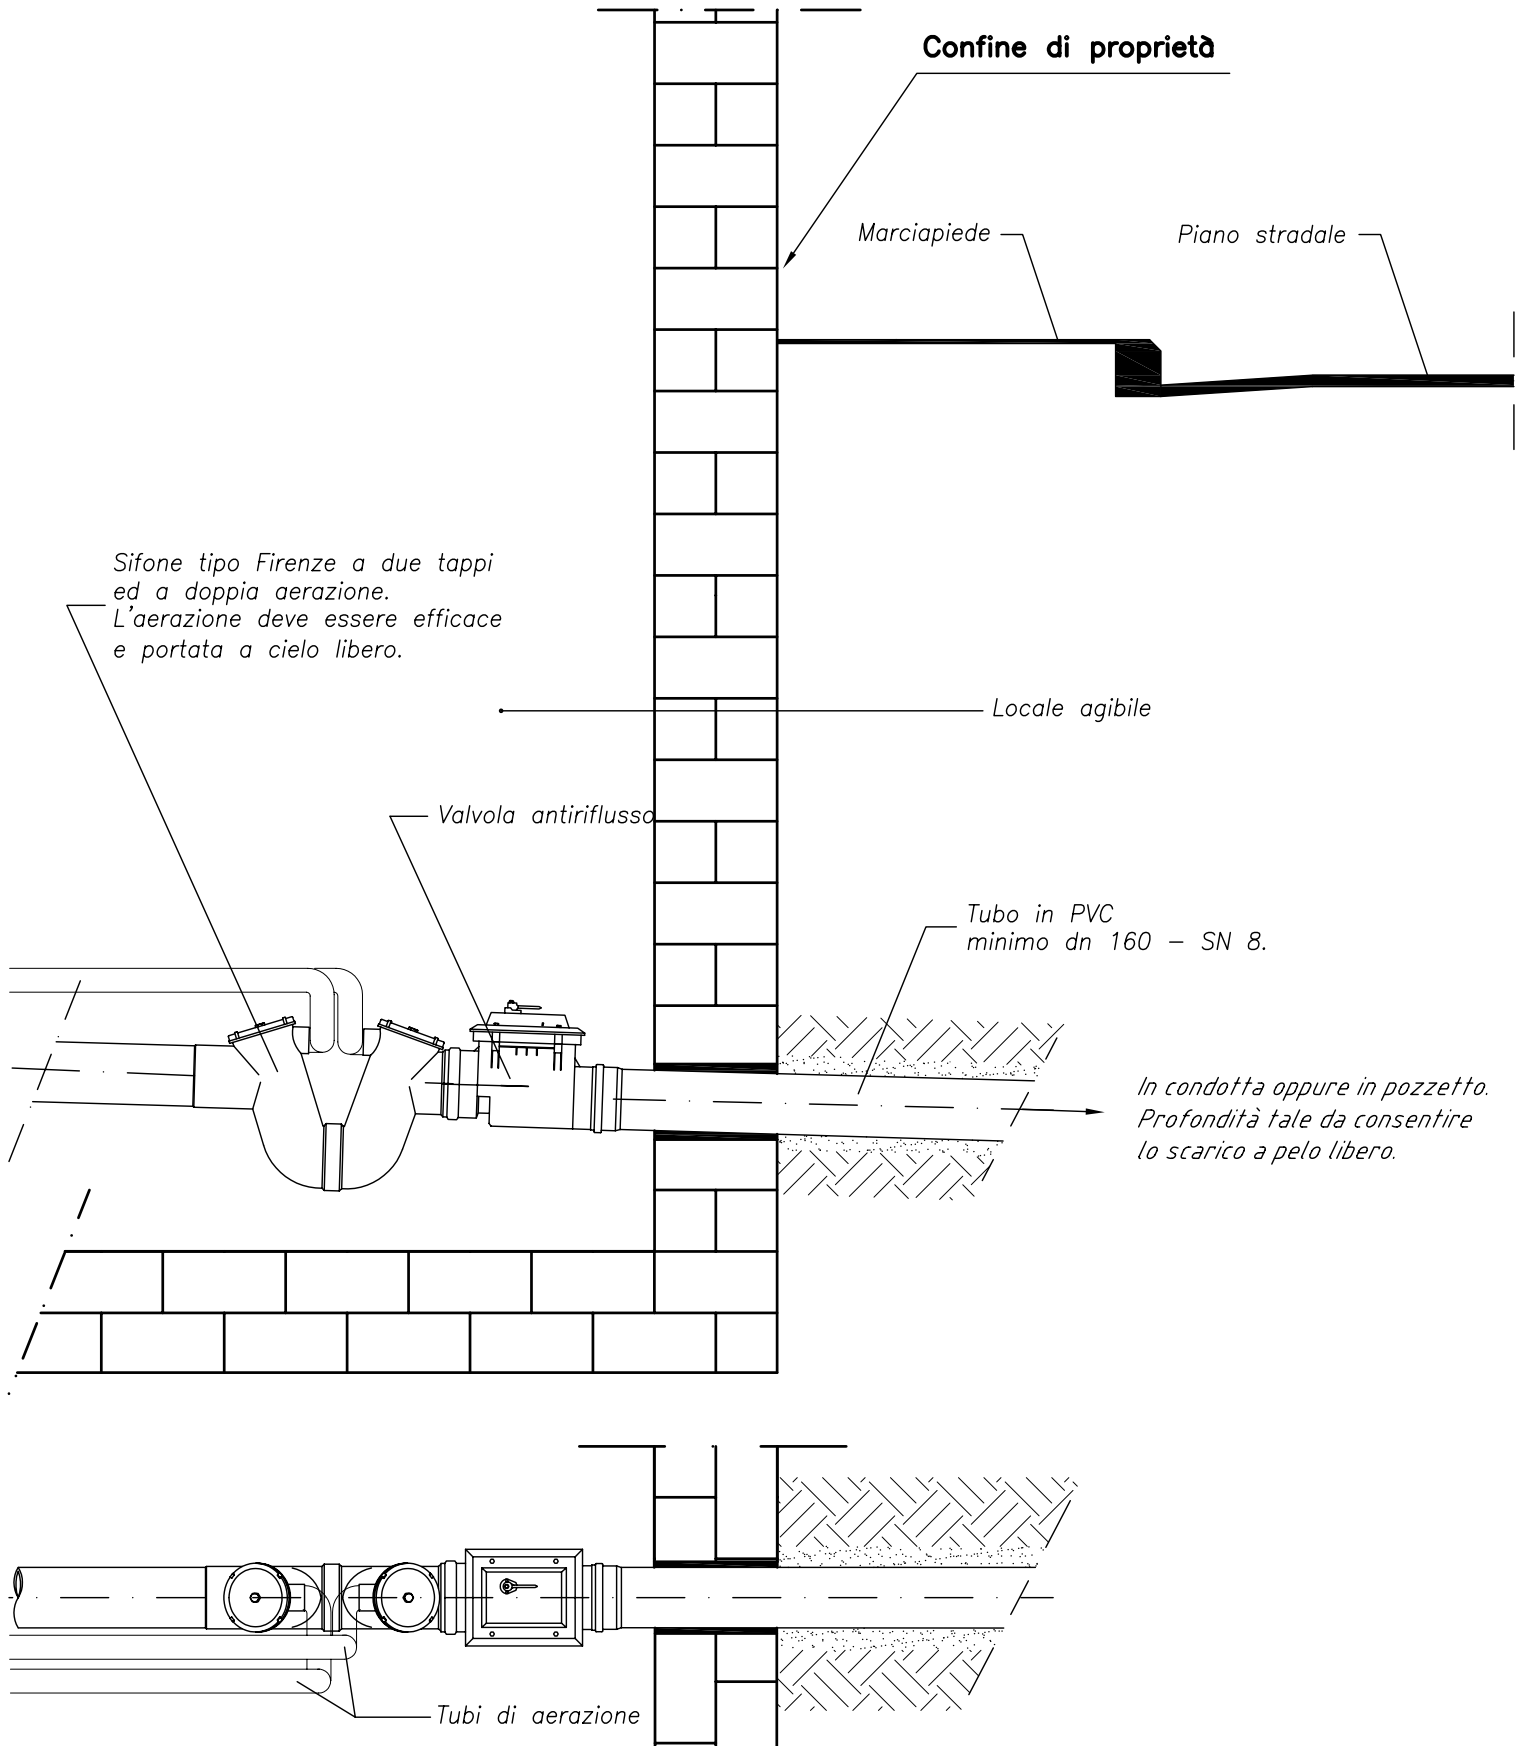 Confine di proprietà
Marciapiede
Piano stradale
Sifone tipo Firenze a due tappi
ed a doppia aerazione.
L'aerazione deve essere efficace
e portata a cielo libero.
Locale agibile
Valvola antiriflusso
Tubo in PVC
minimo dn 160 – SN 8.
In condotta oppure in pozzetto.
Profondità tale da consentire
lo scarico a pelo libero.
Tubi di aerazione